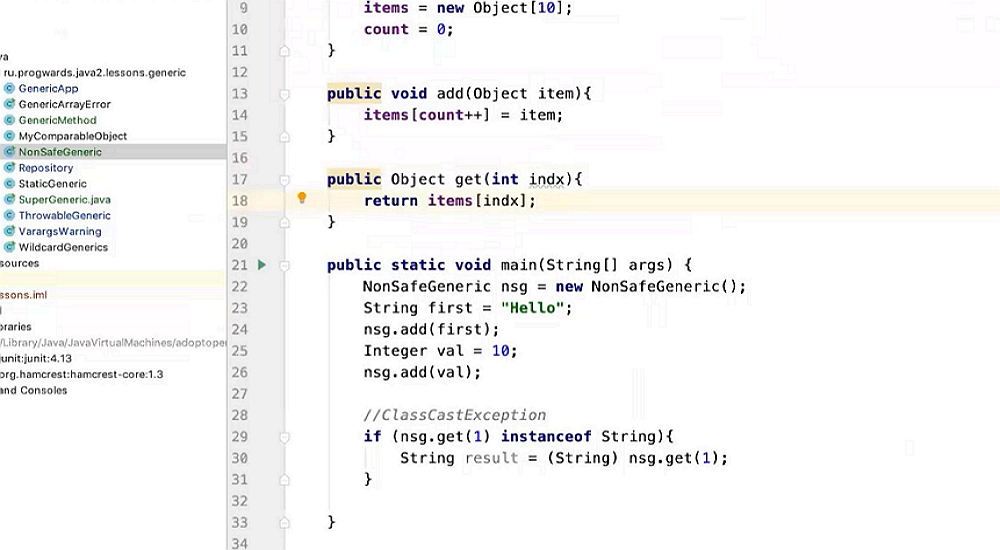 va
ru.progwards.java2.lessons.generic
GenericApp
GenericArrayError
GenericMethod
MyComparableObject
NonSafeGeneric
Repository
StaticGeneric
SuperGeneric.java
ThrowableGeneric
VarargsWarning
WildcardGenerics
sources
ssons.iml
braries
/Library/Java/JavaVirtualMachines/adoptope
junit:junit:4.13
org.hamcrest:hamcrest-core:1.3
and Consoles
9 items = new Object[10];
10 count = 0;
11 }
12
13 public void add(Object item){
14 items[count++] = item;
15 }
16
17 public Object get(int indx){
18 return items[indx];
19 }
20
21 public static void main(String[] args) {
22 NonSafeGeneric nsg = new NonSafeGeneric();
23 String first = "Hello";
24 nsg.add(first);
25 Integer val = 10;
26 nsg.add(val);
27
28 //ClassCastException
29 if (nsg.get(1) instanceof String){
30 String result = (String) nsg.get(1);
31 }
32
33 }
34